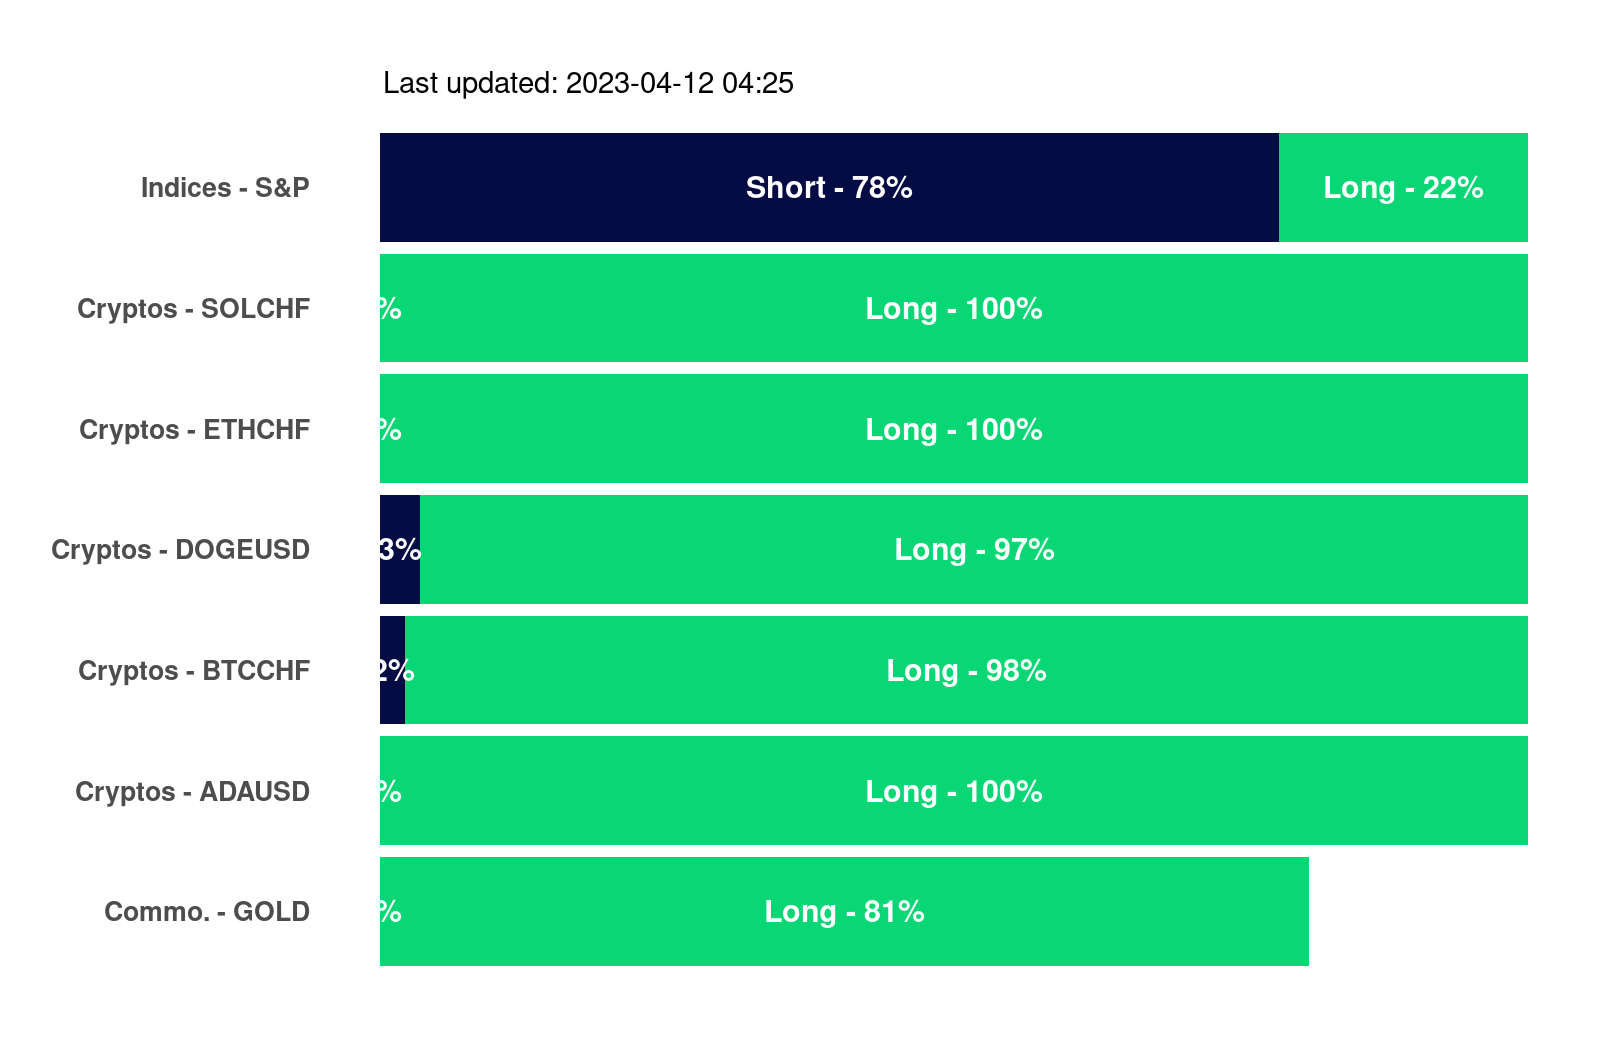 Last updated: 2023-04-12 04:25
Indices - S&P Short - 78% Long - 22%
Cryptos - SOLCHF % Long - 100%
Cryptos - ETHCHF % Long - 100%
Cryptos - DOGEUSD 3% Long - 97%
Cryptos - BTCCHF 2% Long - 98%
Cryptos - ADAUSD % Long - 100%
Commo. - GOLD % Long - 81%